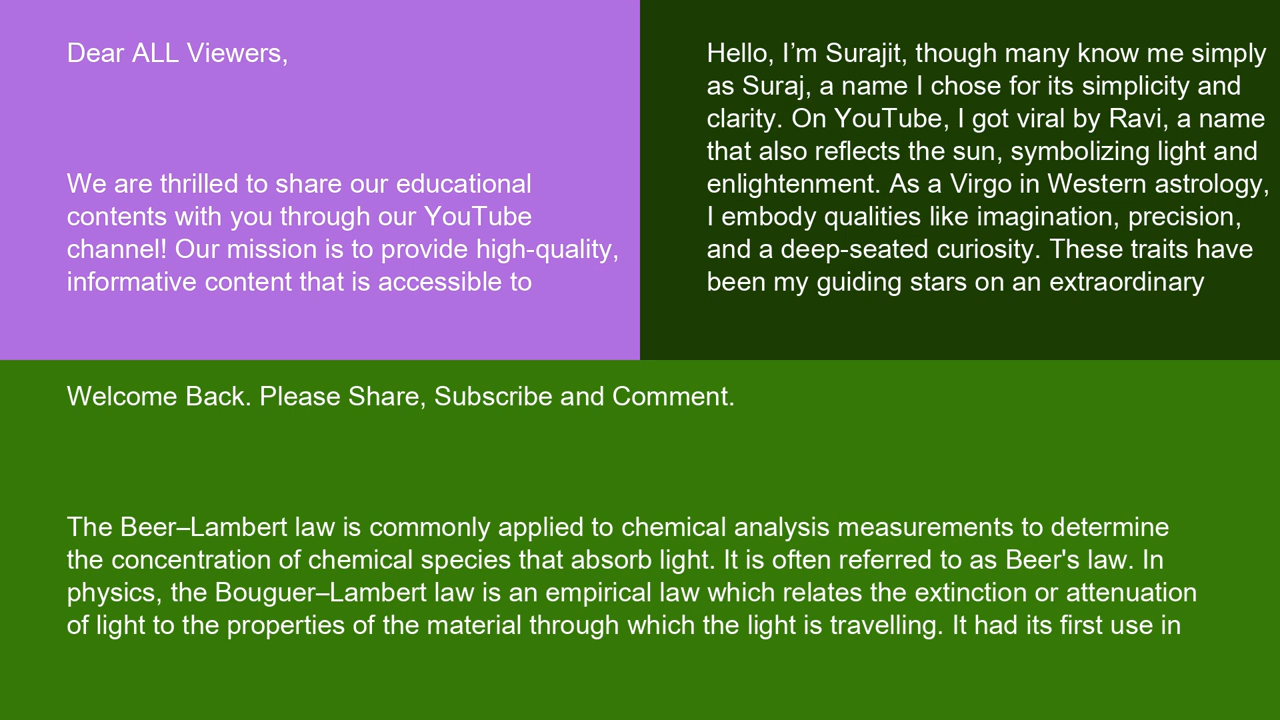 Dear ALL Viewers,
We are thrilled to share our educational
contents with you through our YouTube
channel! Our mission is to provide high-quality,
informative content that is accessible to
Hello, I’m Surajit, though many know me simply
as Suraj, a name I chose for its simplicity and
clarity. On YouTube, I got viral by Ravi, a name
that also reflects the sun, symbolizing light and
enlightenment. As a Virgo in Western astrology,
I embody qualities like imagination, precision,
and a deep-seated curiosity. These traits have
been my guiding stars on an extraordinary
Welcome Back. Please Share, Subscribe and Comment.
The Beer–Lambert law is commonly applied to chemical analysis measurements to determine
the concentration of chemical species that absorb light. It is often referred to as Beer's law. In
physics, the Bouguer–Lambert law is an empirical law which relates the extinction or attenuation
of light to the properties of the material through which the light is travelling. It had its first use in